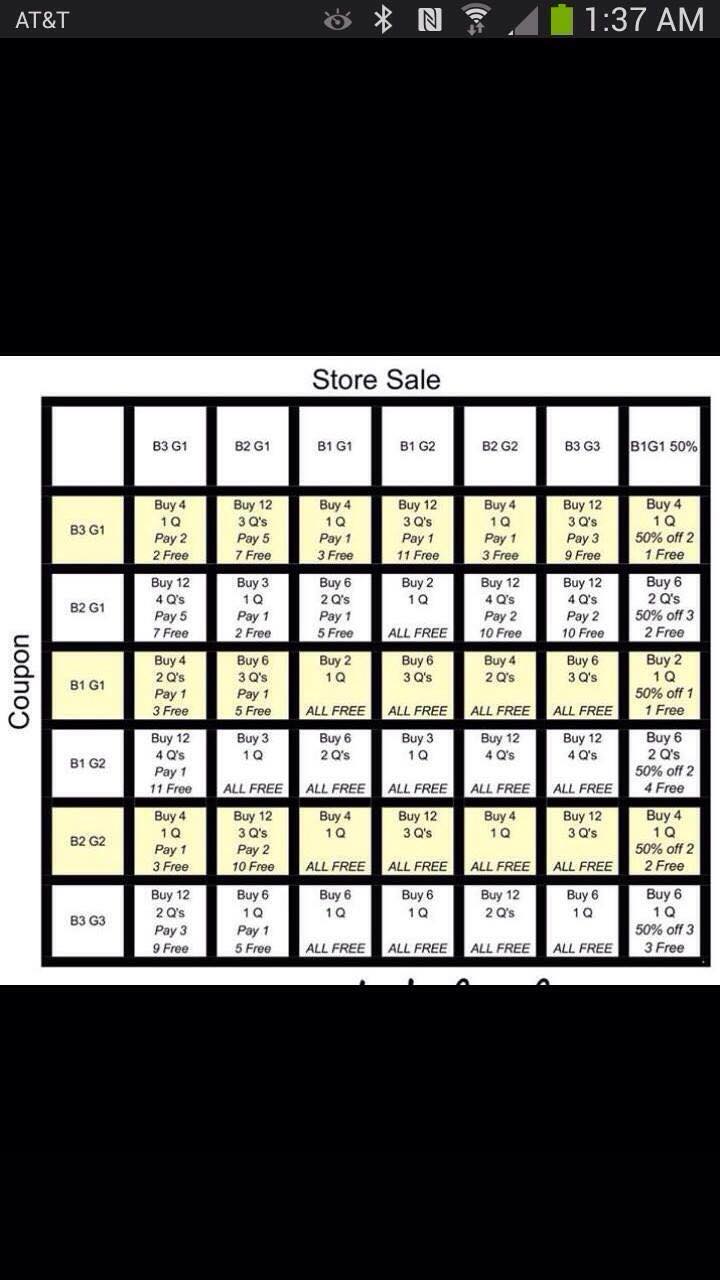 AT&T 1:37 AM
Store Sale
B3 G1 B2 G1 B1 G1 B1 G2 B2 G2 B3 G3 B1G1 50%
Coupon
B3 G1
Buy 4
1 Q
Pay 2
2 Free
Buy 12
3 Q's
Pay 5
7 Free
Buy 4
1 Q
Pay 1
3 Free
Buy 12
3 Q's
Pay 1
11 Free
Buy 4
1 Q
Pay 1
3 Free
Buy 12
3 Q's
Pay 3
9 Free
Buy 4
1 Q
50% off 2
1 Free
B2 G1
Buy 12
4 Q's
Pay 5
7 Free
Buy 3
1 Q
Pay 1
2 Free
Buy 6
2 Q's
Pay 1
5 Free
Buy 2
1 Q
ALL FREE
Buy 12
4 Q's
Pay 2
10 Free
Buy 12
4 Q's
Pay 2
10 Free
Buy 6
2 Q's
50% off 3
2 Free
B1 G1
Buy 4
2 Q's
Pay 1
3 Free
Buy 6
3 Q's
Pay 1
5 Free
Buy 2
1 Q
ALL FREE
Buy 6
3 Q's
ALL FREE
Buy 4
2 Q's
ALL FREE
Buy 6
3 Q's
ALL FREE
Buy 2
1 Q
50% off 1
1 Free
B1 G2
Buy 12
4 Q's
Pay 1
11 Free
Buy 3
1 Q
ALL FREE
Buy 6
2 Q's
ALL FREE
Buy 3
1 Q
ALL FREE
Buy 12
4 Q's
ALL FREE
Buy 12
4 Q's
ALL FREE
Buy 6
2 Q's
50% off 2
4 Free
B2 G2
Buy 4
1 Q
Pay 1
3 Free
Buy 12
3 Q's
Pay 2
10 Free
Buy 4
1 Q
ALL FREE
Buy 12
3 Q's
ALL FREE
Buy 4
1 Q
ALL FREE
Buy 12
3 Q's
ALL FREE
Buy 4
1 Q
50% off 2
2 Free
B3 G3
Buy 12
2 Q's
Pay 3
9 Free
Buy 6
1 Q
Pay 1
5 Free
Buy 6
1 Q
ALL FREE
Buy 6
1 Q
ALL FREE
Buy 12
2 Q's
ALL FREE
Buy 6
1 Q
ALL FREE
Buy 6
1 Q
50% off 3
3 Free